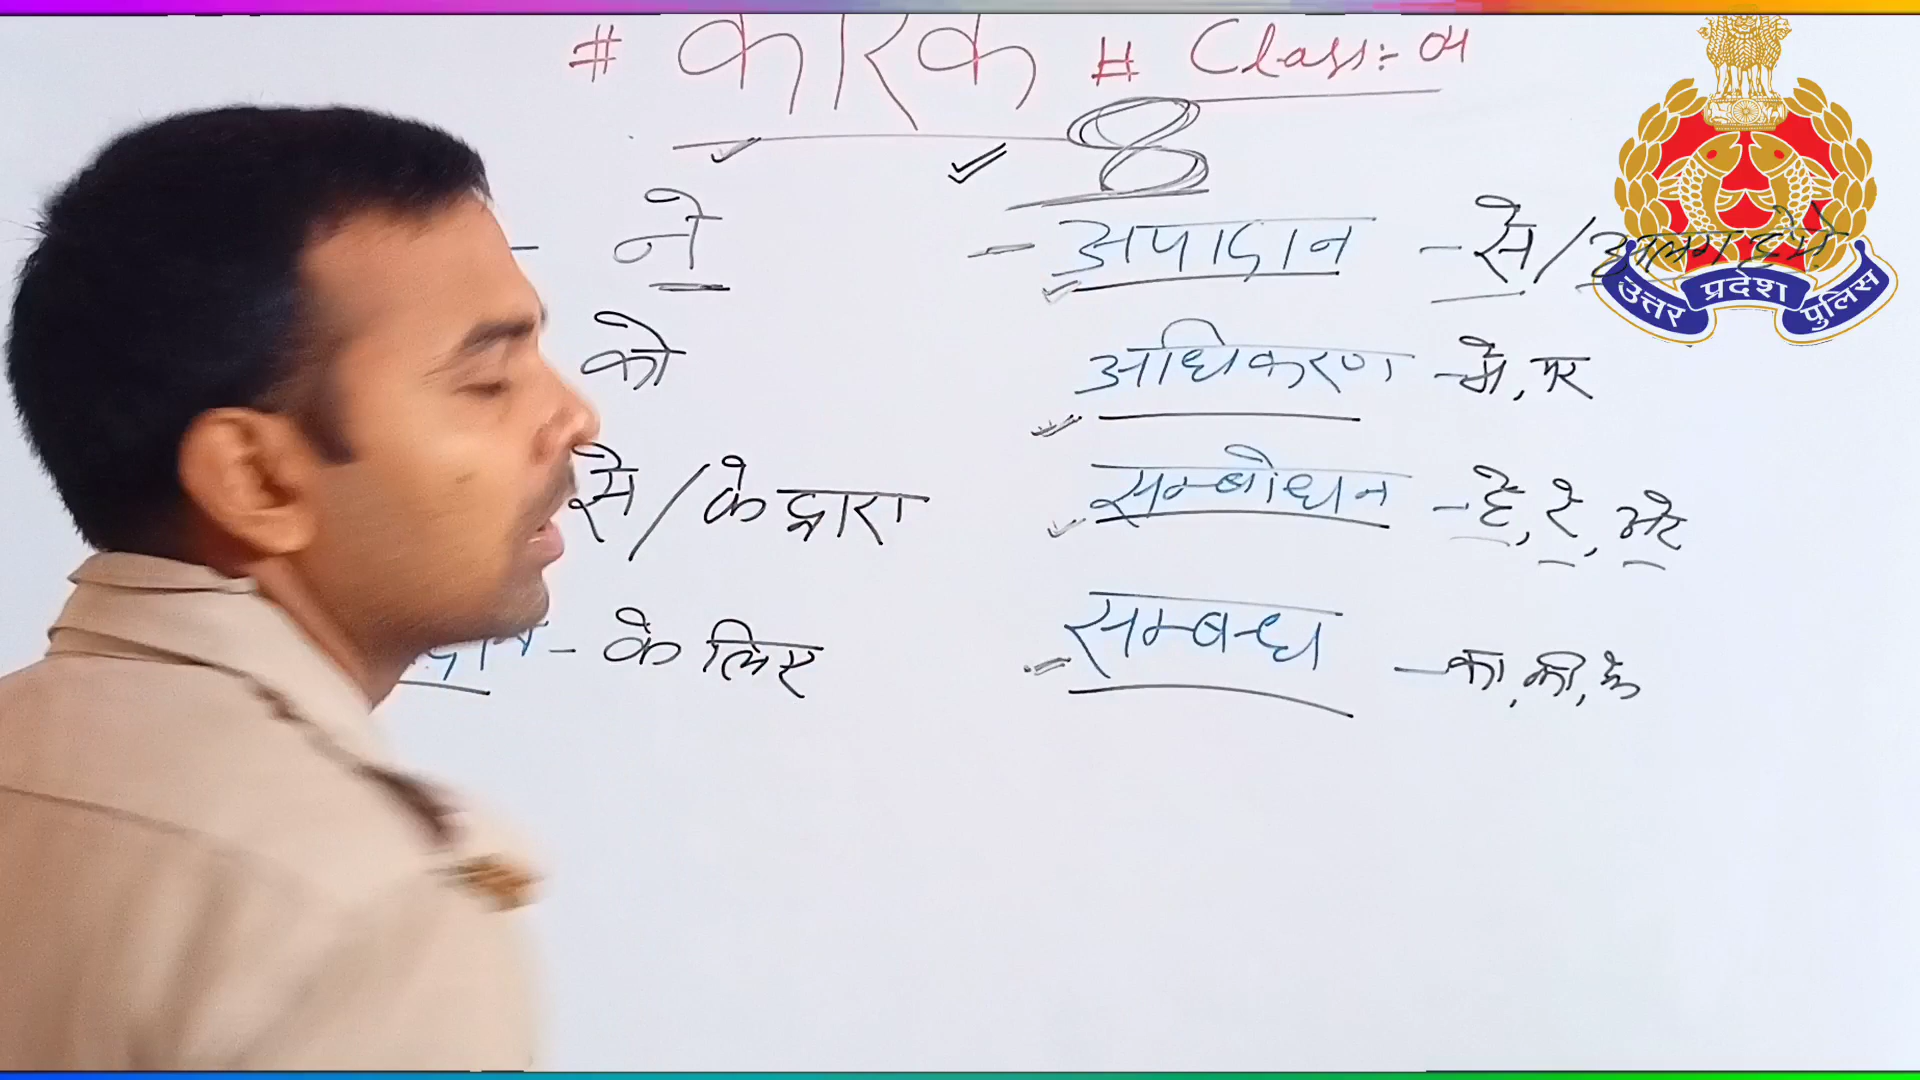 # कारक # Class:- 04
8
- ने
को
से / के द्वारा
- के लिए
- अपादान - से / अलग होने
अधिकरण - मे, पर
सम्बोधन - हे, रे, अरे
सम्बन्ध - का, की, के
उत्तर प्रदेश पुलिस